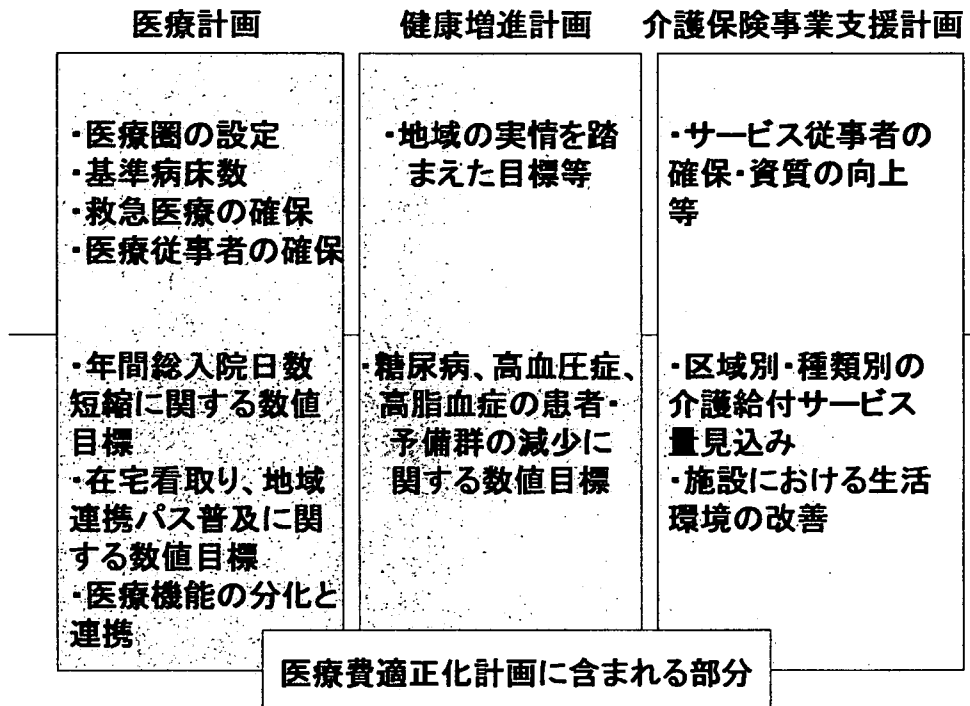 医療計画
健康増進計画
介護保険事業支援計画
・医療圏の設定
・基準病床数
・救急医療の確保
・医療従事者の確保
・地域の実情を踏
まえた目標等
・サービス従事者の
確保・資質の向上
等
・年間総入院日数
短縮に関する数値
目標
・在宅看取り、地域
連携パス普及に関
する数値目標
・医療機能の分化と
連携
・糖尿病、高血圧症、
高脂血症の患者・
予備群の減少に
関する数値目標
・区域別・種類別の
介護給付サービス
量見込み
・施設における生活
環境の改善
医療費適正化計画に含まれる部分